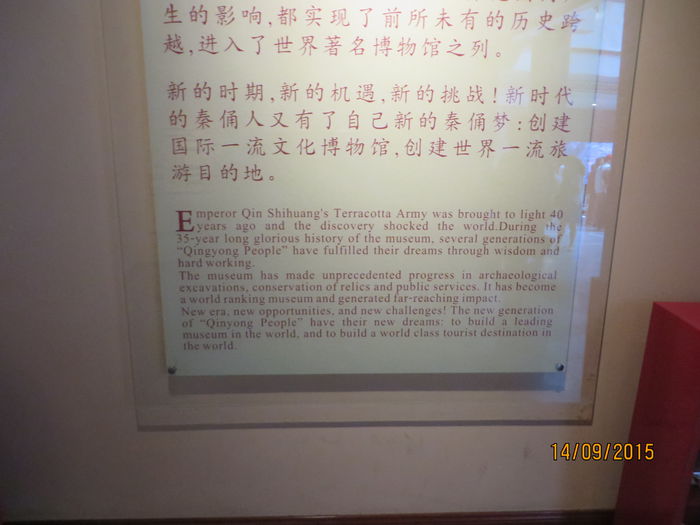 生的影响,都实现了前所未有的历史跨
越,进入了世界著名博物馆之列。
新的时期,新的机遇,新的挑战!新时代
的秦俑人又有了自己新的秦俑梦:创建
国际一流文化博物馆,创建世界一流旅
游目的地。
Emperor Qin Shihuang's Terracotta Army was brought to light 40
years ago and the discovery shocked the world.During the
35-year long glorious history of the museum, several generations of
“Qingyong People” have fulfilled their dreams through wisdom and
hard working.
The museum has made unprecedented progress in archaeological
excavations, conservation of relics and public services. It has become
a world ranking museum and generated far-reaching impact.
New era, new opportunities, and new challenges! The new generation
of “Qinyong People” have their new dreams: to build a leading
museum in the world, and to build a world class tourist destination in
the world.
14/09/2015